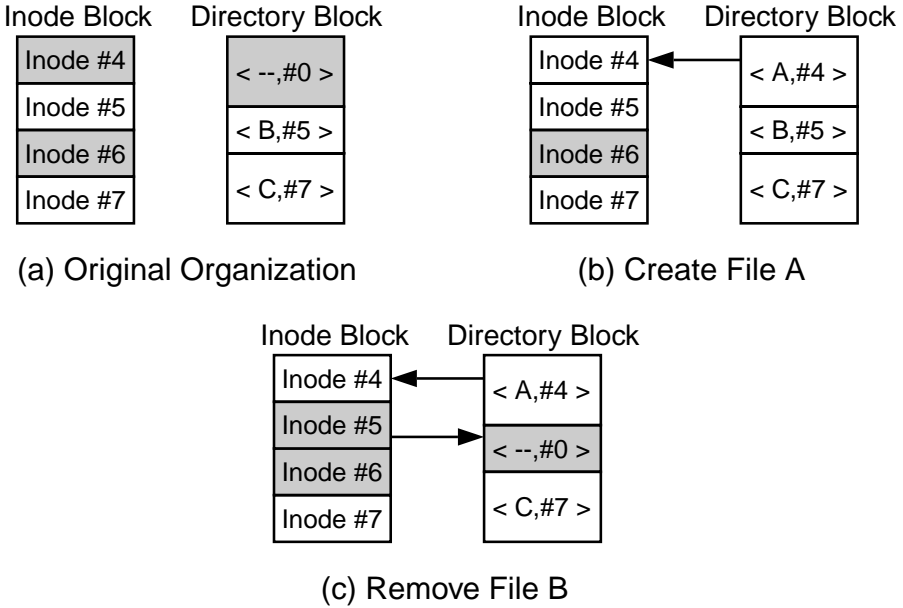 Inode Block Directory Block
Inode #4
Inode #5
Inode #6
Inode #7
< --,#0 >
< B,#5 >
< C,#7 >
(a) Original Organization
Inode Block Directory Block
Inode #4
Inode #5
Inode #6
Inode #7
< A,#4 >
< B,#5 >
< C,#7 >
(b) Create File A
Inode Block Directory Block
Inode #4
Inode #5
Inode #6
Inode #7
< A,#4 >
< --,#0 >
< C,#7 >
(c) Remove File B